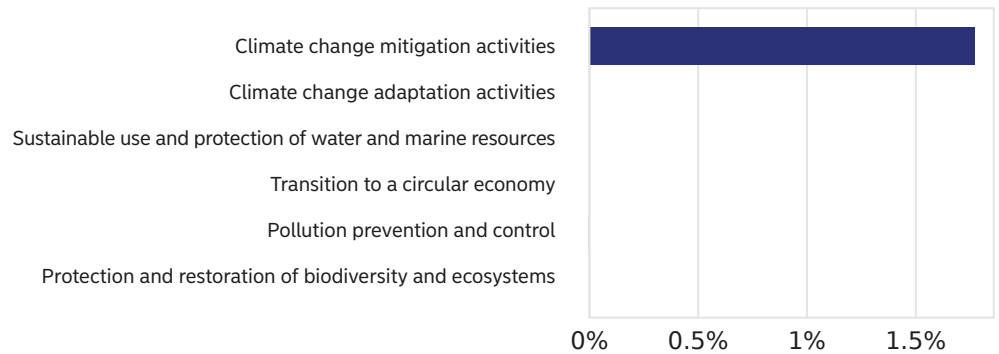 Climate change mitigation activities
Climate change adaptation activities
Sustainable use and protection of water and marine resources
Transition to a circular economy
Pollution prevention and control
Protection and restoration of biodiversity and ecosystems
0% 0.5% 1% 1.5%